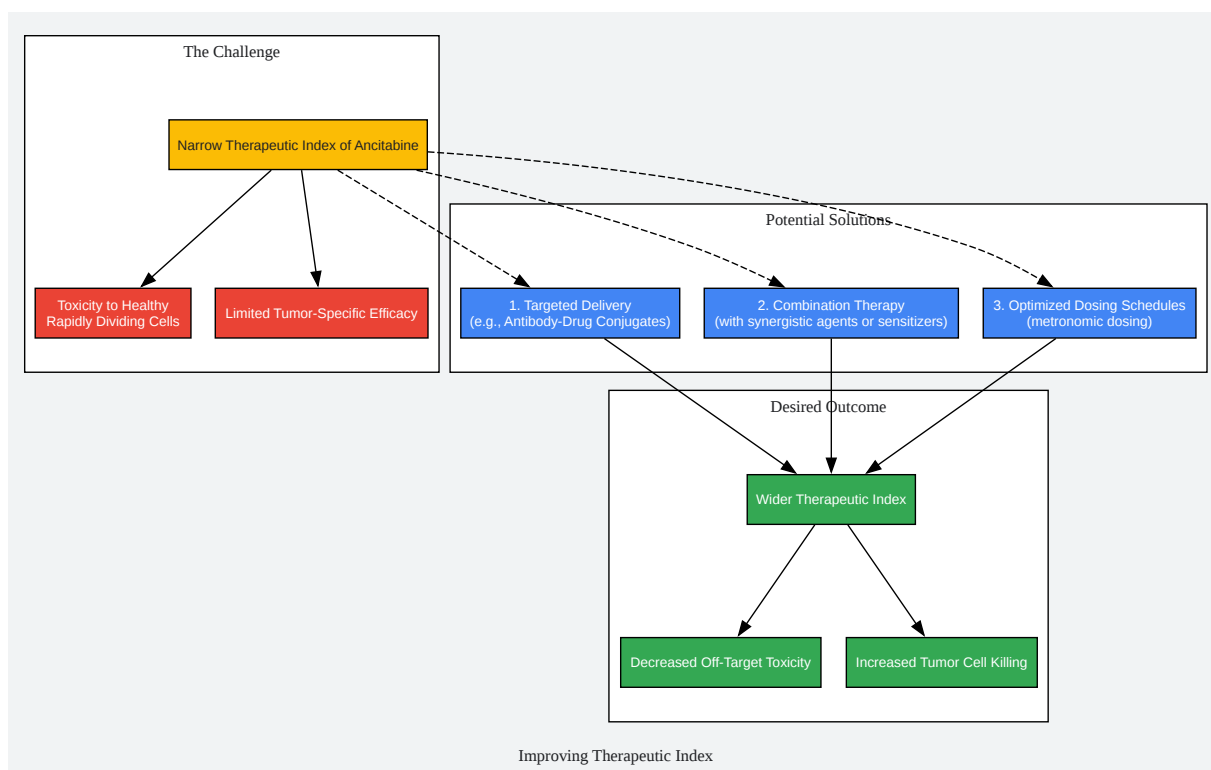 The Challenge
Narrow Therapeutic Index of Ancitabine
Toxicity to Healthy
Rapidly Dividing Cells
Limited Tumor-Specific Efficacy
Potential Solutions
1. Targeted Delivery
(e.g., Antibody-Drug Conjugates)
2. Combination Therapy
(with synergistic agents or sensitizers)
3. Optimized Dosing Schedules
(metronomic dosing)
Desired Outcome
Wider Therapeutic Index
Decreased Off-Target Toxicity
Increased Tumor Cell Killing
Improving Therapeutic Index